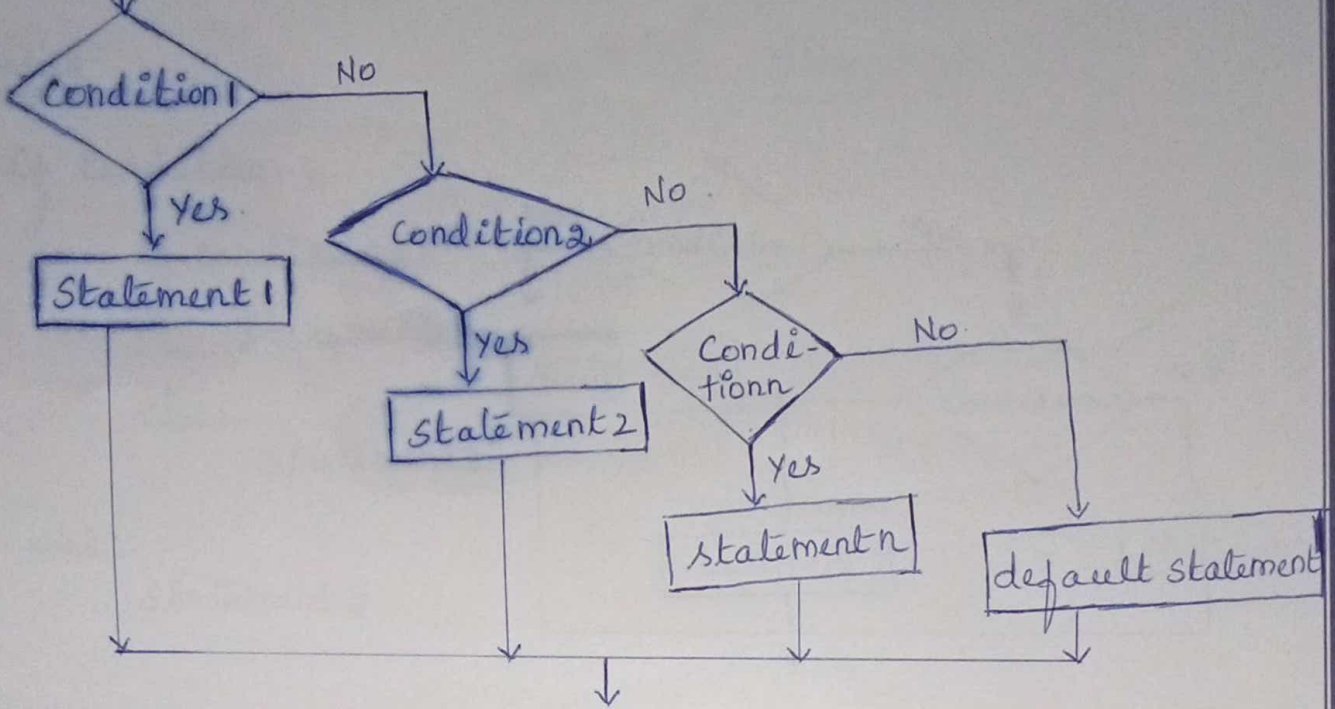 No
Condition1
Yes
No
Condition2
Statement1
No
Condi-
tionn
Yes
Statement2
Yes
statementn
default statement